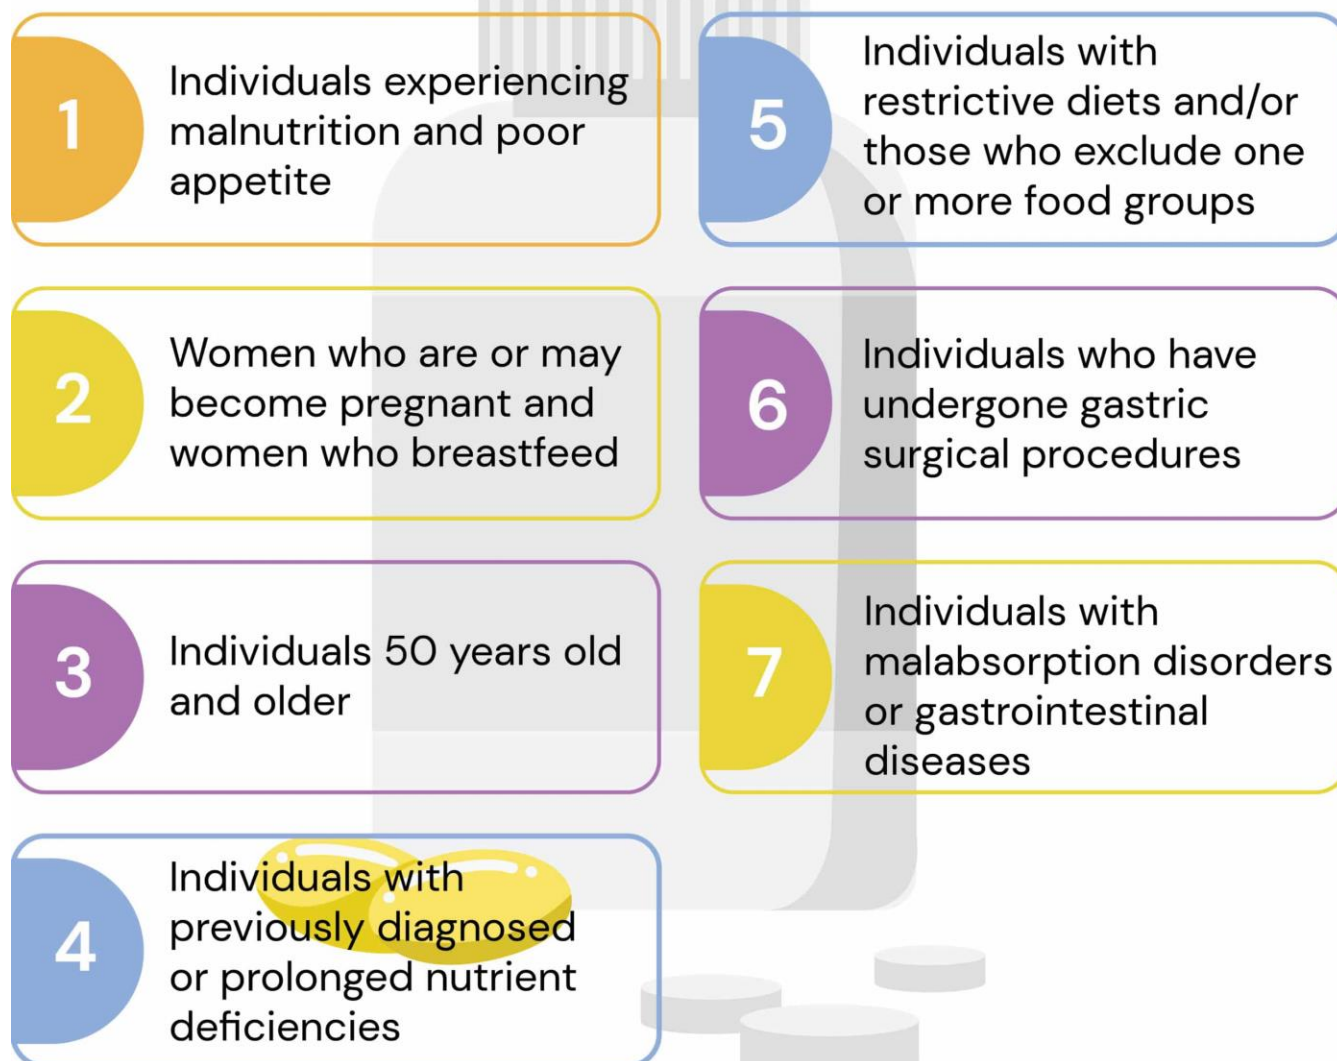 1
Individuals experiencing
malnutrition and poor
appetite
2
Women who are or may
become pregnant and
women who breastfeed
3
Individuals 50 years old
and older
4
Individuals with
previously diagnosed
or prolonged nutrient
deficiencies
5
Individuals with
restrictive diets and/or
those who exclude one
or more food groups
6
Individuals who have
undergone gastric
surgical procedures
7
Individuals with
malabsorption disorders
or gastrointestinal
diseases